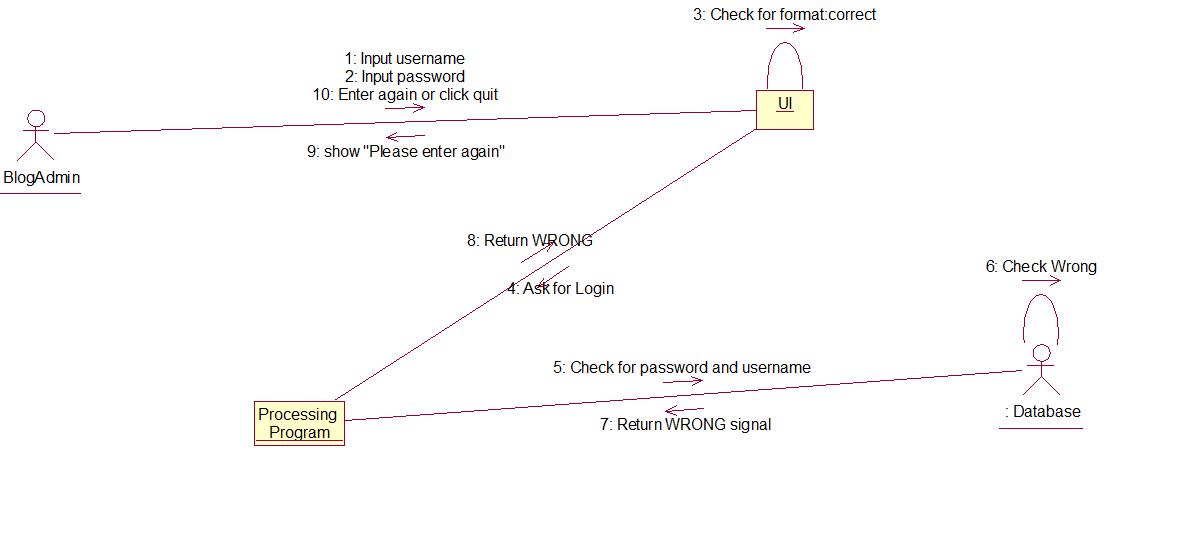 3: Check for format:correct
1: Input username
2: Input password
10: Enter again or click quit
UI
9: show "Please enter again"
BlogAdmin
8: Return WRONG
4: Ask for Login
6: Check Wrong
5: Check for password and username
: Database
Processing
Program
7: Return WRONG signal